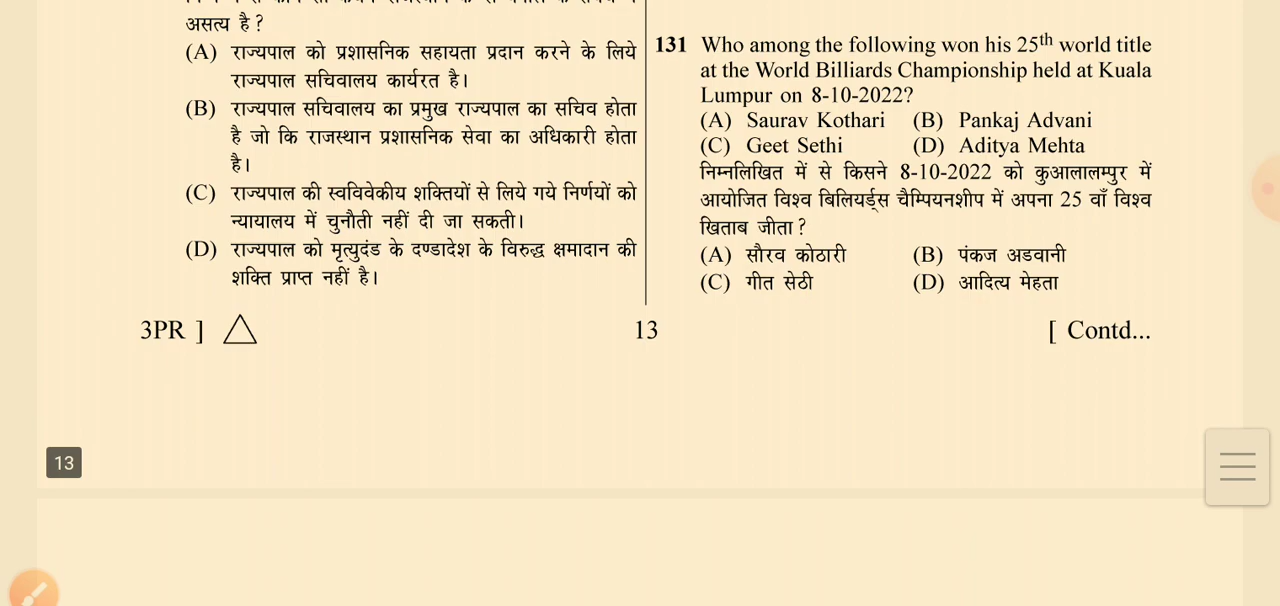 असत्य है ?
(A) राज्यपाल को प्रशासनिक सहायता प्रदान करने के लिये
राज्यपाल सचिवालय कार्यरत है।
(B) राज्यपाल सचिवालय का प्रमुख राज्यपाल का सचिव होता
है जो कि राजस्थान प्रशासनिक सेवा का अधिकारी होता
है।
(C) राज्यपाल की स्वविवेकीय शक्तियों से लिये गये निर्णयों को
न्यायालय में चुनौती नहीं दी जा सकती।
(D) राज्यपाल को मृत्युदंड के दण्डादेश के विरुद्ध क्षमादान की
शक्ति प्राप्त नहीं है।
131 Who among the following won his 25th world title
at the World Billiards Championship held at Kuala
Lumpur on 8-10-2022?
(A) Saurav Kothari (B) Pankaj Advani
(C) Geet Sethi (D) Aditya Mehta
निम्नलिखित में से किसने 8-10-2022 को कुआलालम्पुर में
आयोजित विश्व बिलियर्ड्स चैम्पियनशीप में अपना 25 वाँ विश्व
खिताब जीता ?
(A) सौरव कोठारी (B) पंकज अडवानी
(C) गीत सेठी (D) आदित्य मेहता
3PR ] 13 [ Contd...
13